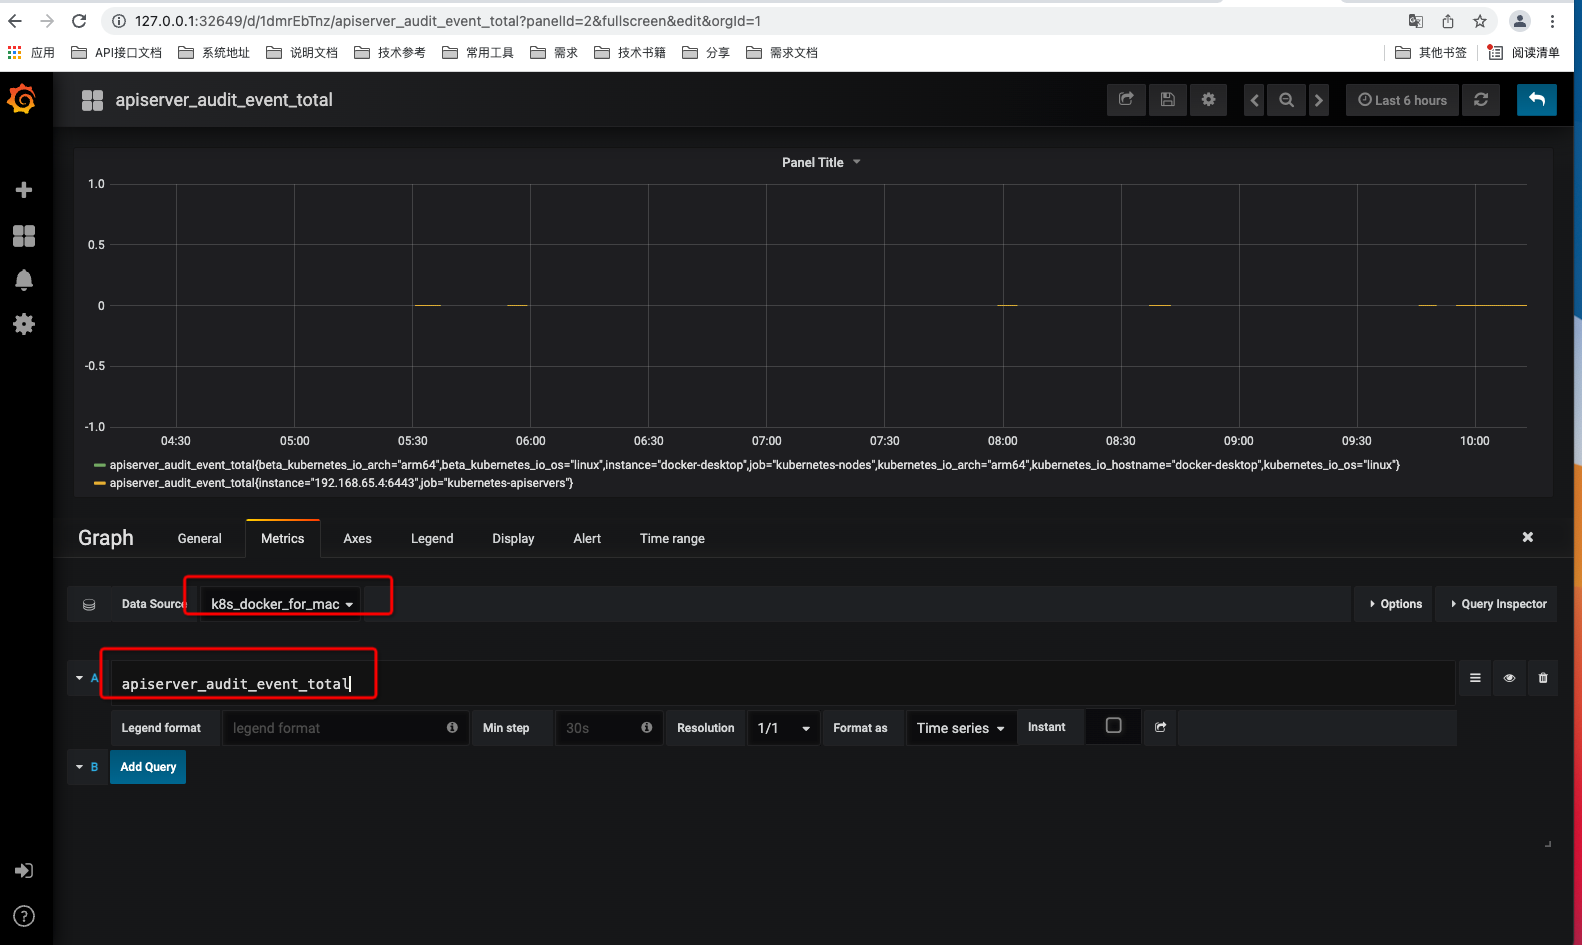 127.0.0.1:32649/d/1dmrEbTnz/apiserver_audit_event_total?panelId=2&fullscreen&edit&orgId=1
应用 API接口文档 系统地址 说明文档 技术参考 常用工具 需求 技术书籍 分享 需求文档 其他书签 阅读清单
apiserver_audit_event_total Last 6 hours
Panel Title
1.0
0.5
0
-0.5
-1.0
04:30 05:00 05:30 06:00 06:30 07:00 07:30 08:00 08:30 09:00 09:30 10:00
apiserver_audit_event_total{beta_kubernetes_io_arch="arm64",beta_kubernetes_io_os="linux",instance="docker-desktop",job="kubernetes-nodes",kubernetes_io_arch="arm64",kubernetes_io_hostname="docker-desktop",kubernetes_io_os="linux"}
apiserver_audit_event_total{instance="192.168.65.4:6443",job="kubernetes-apiservers"}
Graph General Metrics Axes Legend Display Alert Time range
Data Source k8s_docker_for_mac Options Query Inspector
A apiserver_audit_event_total
Legend format legend format Min step 30s Resolution 1/1 Format as Time series Instant
B Add Query